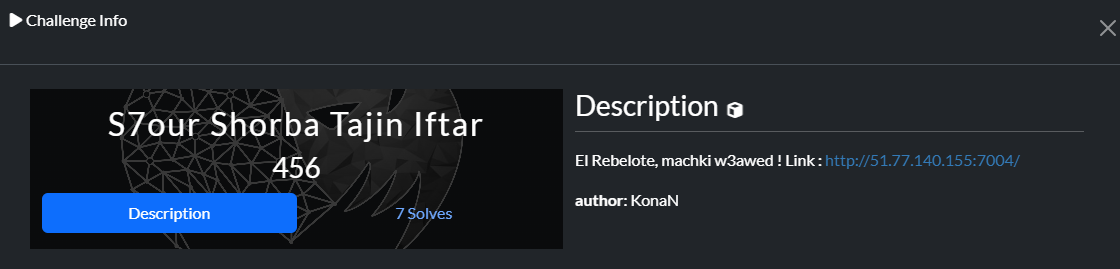 Challenge Info
S7our Shorba Tajin Iftar
456
Description
7 Solves
Description
El Rebelote, machki w3awed ! Link : http://51.77.140.155:7004/
author: KonaN